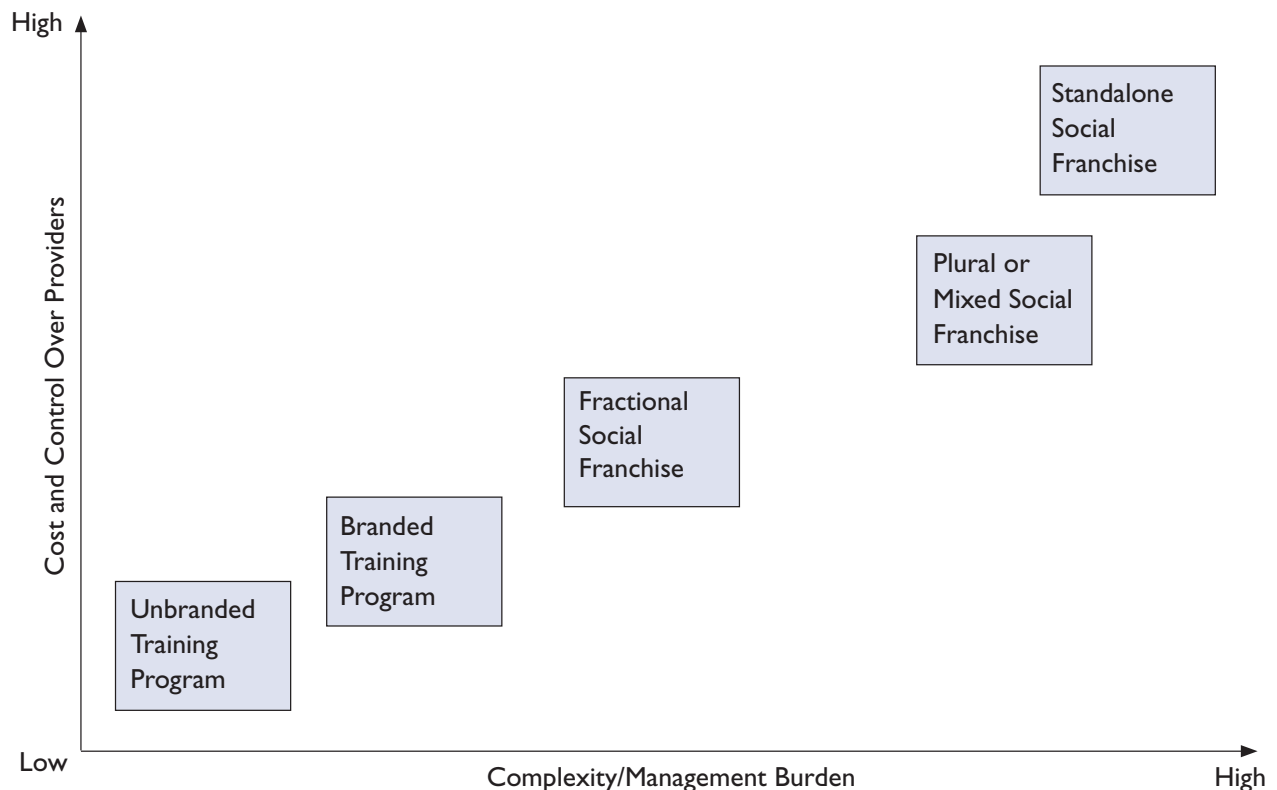 High
Standalone
Social
Franchise
Plural or
Mixed Social
Franchise
Cost and Control Over Providers
Fractional
Social
Franchise
Branded
Training
Program
Unbranded
Training
Program
Low
Complexity/Management Burden
High